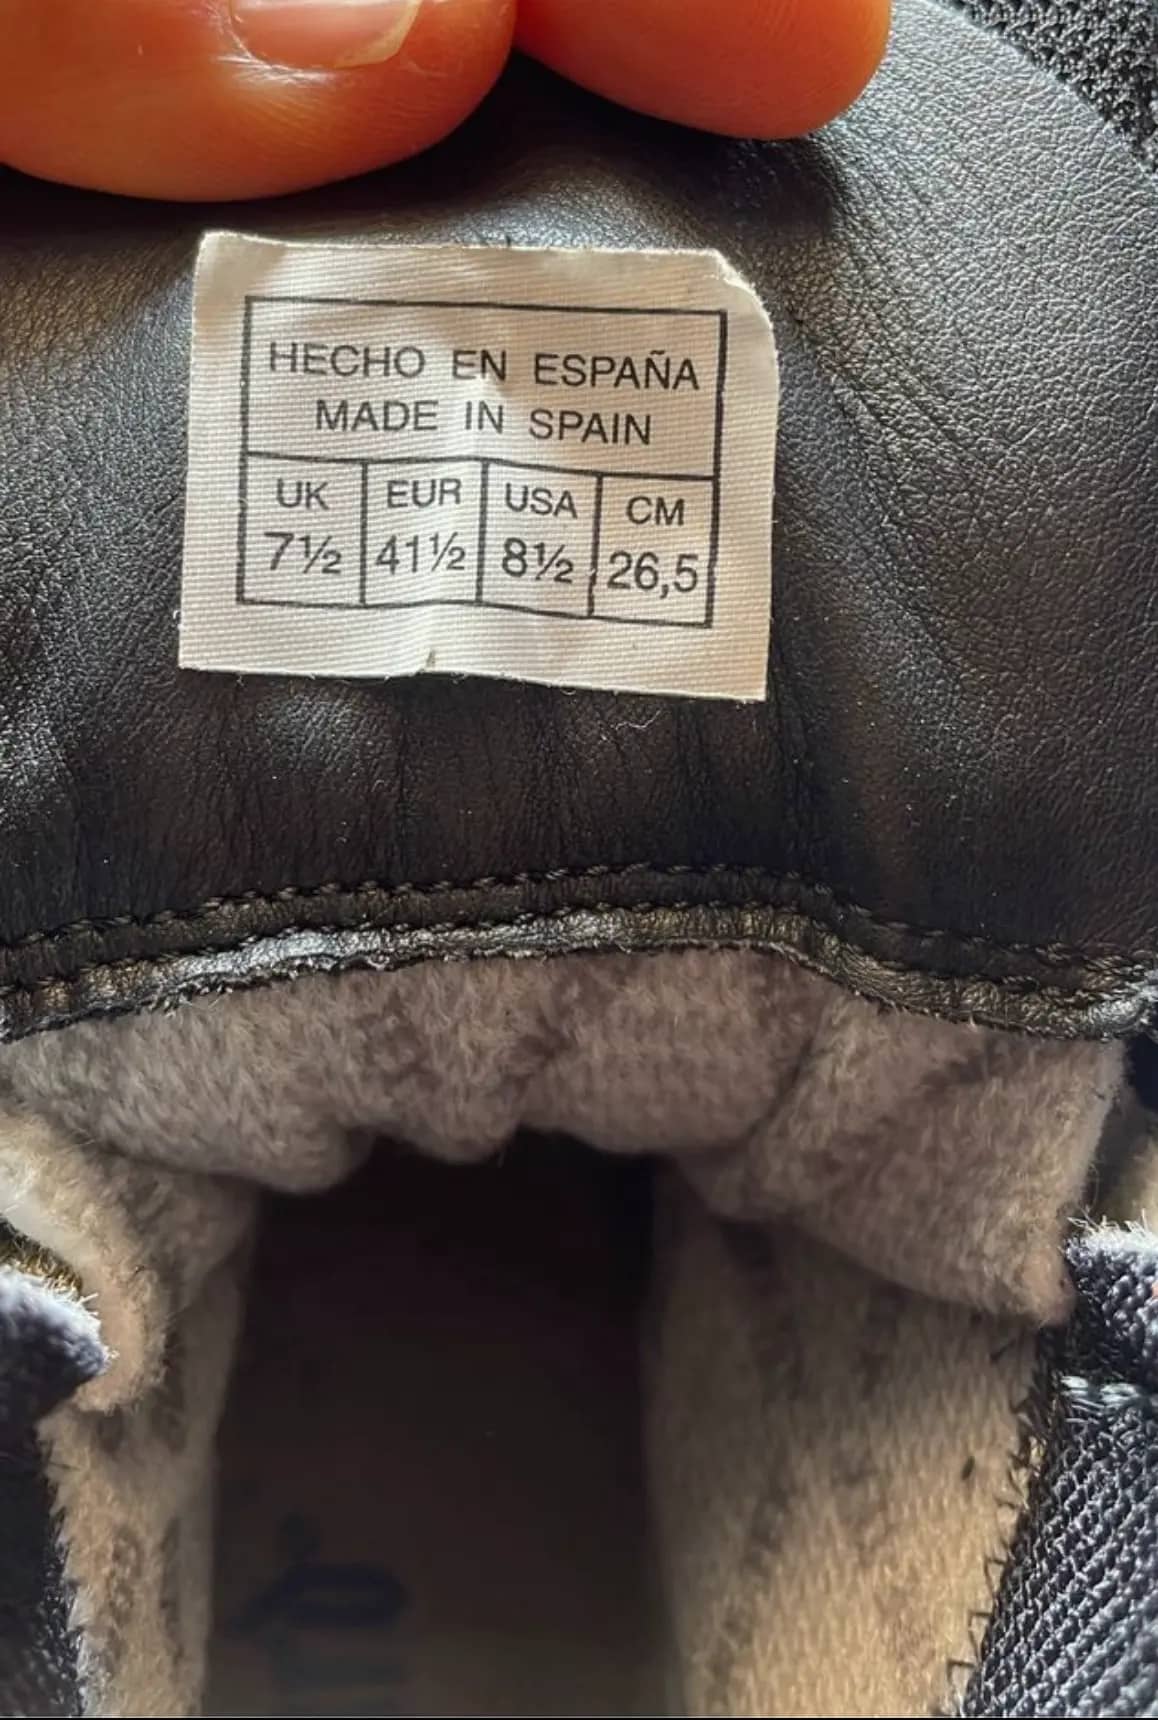 HECHO EN ESPAÑA
MADE IN SPAIN
UK EUR USA CM
7½ 41½ 8½ 26,5